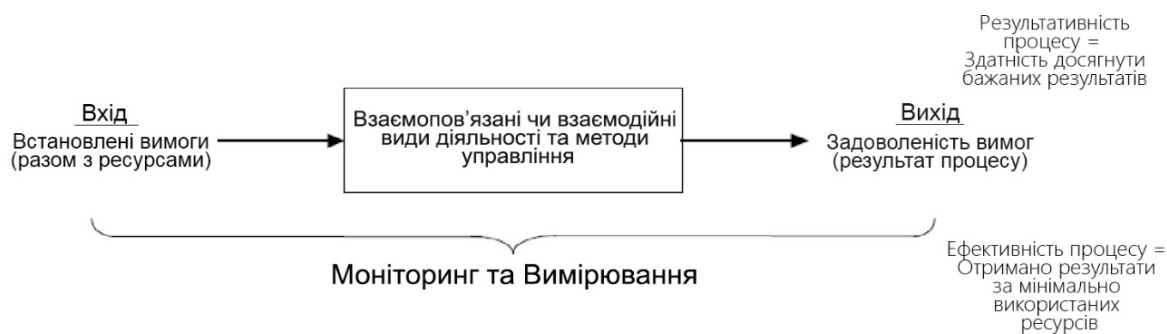 Результативність
процесу =
Здатність досягнути
бажаних результатів
Вхід
Встановлені вимоги
(разом з ресурсами)
Взаємопов’язані чи взаємодійні
види діяльності та методи
управління
Вихід
Задоволеність вимог
(результат процесу)
Моніторинг та Вимірювання
Ефективність процесу =
Отримано результати
за мінімально
використаних
ресурсів